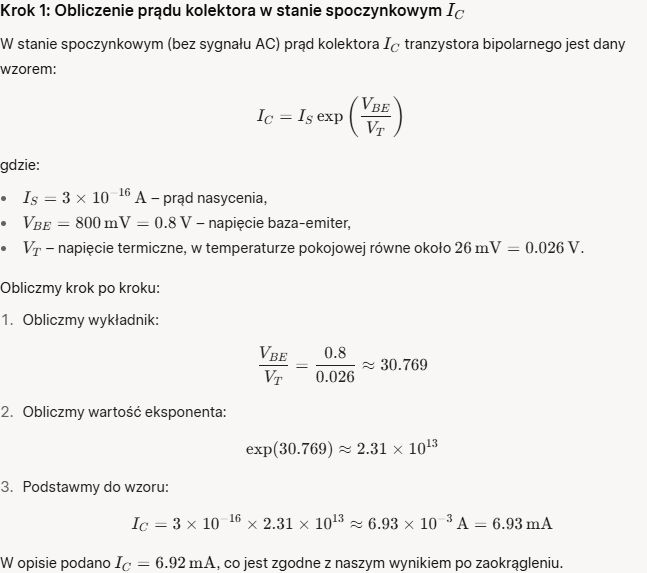 Krok 1: Obliczenie prądu kolektora w stanie spoczynkowym I_C
W stanie spoczynkowym (bez sygnału AC) prąd kolektora I_C tranzystora bipolarnego jest dany
wzorem:
I_C = I_S exp(V_BE / V_T)
gdzie:
• I_S = 3 × 10^−16 A – prąd nasycenia,
• V_BE = 800 mV = 0.8 V – napięcie baza-emiter,
• V_T – napięcie termiczne, w temperaturze pokojowej równe około 26 mV = 0.026 V.
Obliczmy krok po kroku:
1. Obliczmy wykładnik:
V_BE / V_T = 0.8 / 0.026 ≈ 30.769
2. Obliczmy wartość eksponenta:
exp(30.769) ≈ 2.31 × 10^13
3. Podstawmy do wzoru:
I_C = 3 × 10^−16 × 2.31 × 10^13 ≈ 6.93 × 10^−3 A = 6.93 mA
W opisie podano I_C = 6.92 mA, co jest zgodne z naszym wynikiem po zaokrągleniu.